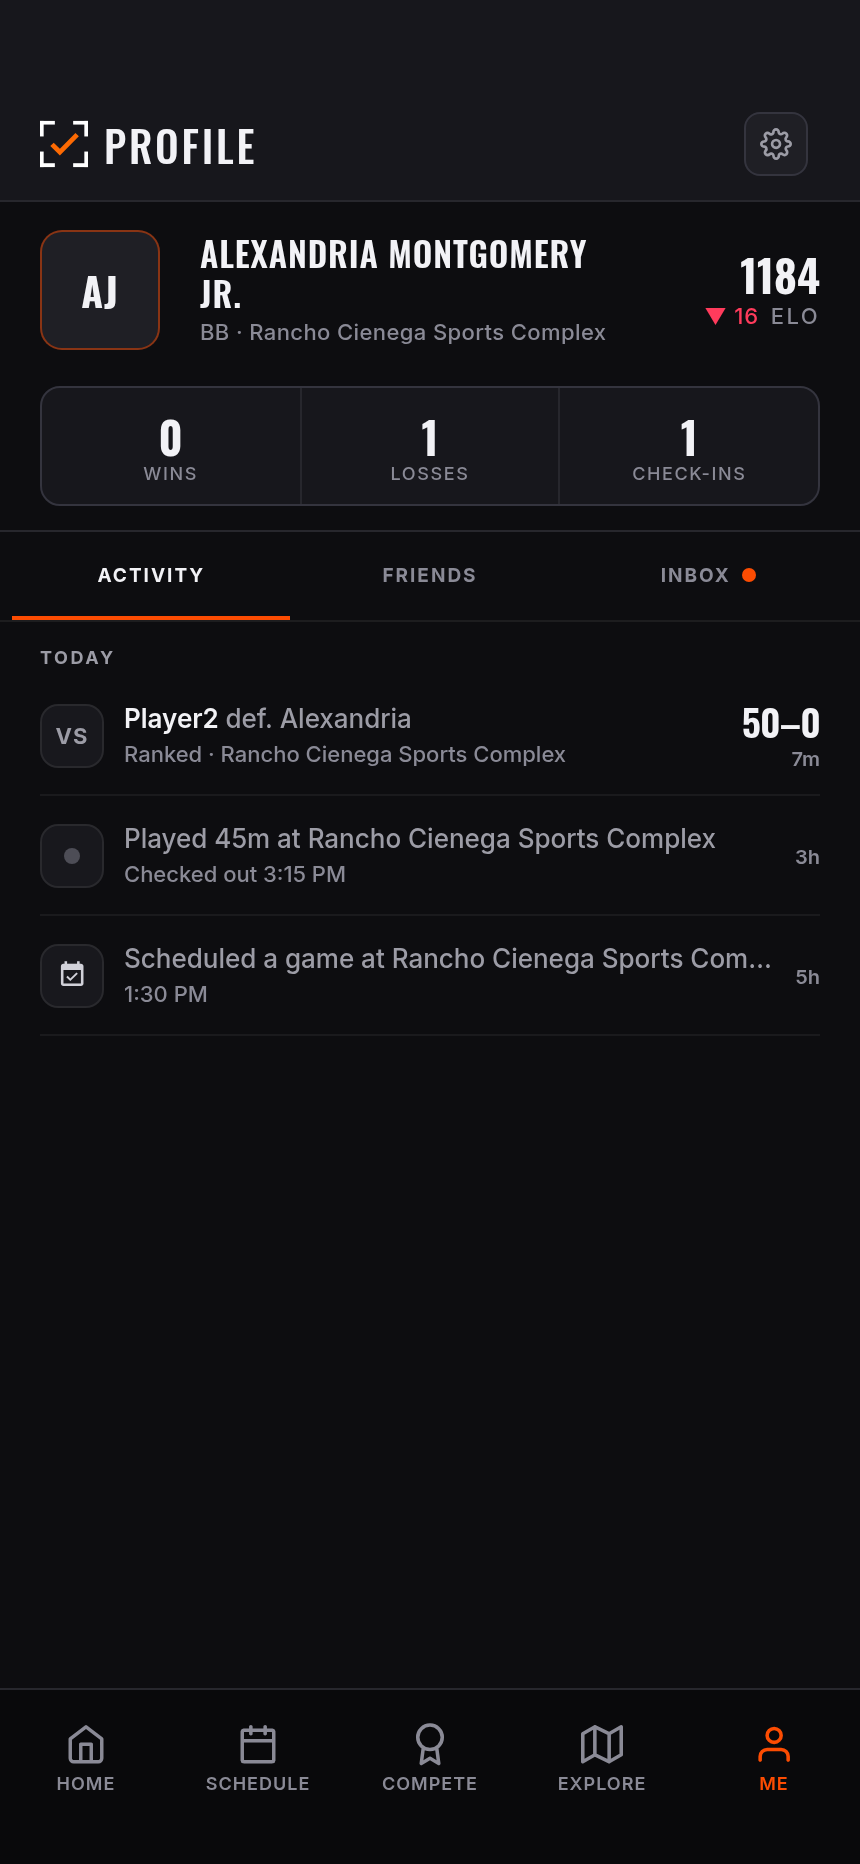 PROFILE
AJ
ALEXANDRIA MONTGOMERY
JR.
BB · Rancho Cienega Sports Complex
1184
▼ 16 ELO
0
WINS
1
LOSSES
1
CHECK-INS
ACTIVITY
FRIENDS
INBOX
TODAY
VS
Player2 def. Alexandria
Ranked · Rancho Cienega Sports Complex
50–0
7m
Played 45m at Rancho Cienega Sports Complex
Checked out 3:15 PM
3h
Scheduled a game at Rancho Cienega Sports Com...
1:30 PM
5h
HOME
SCHEDULE
COMPETE
EXPLORE
ME